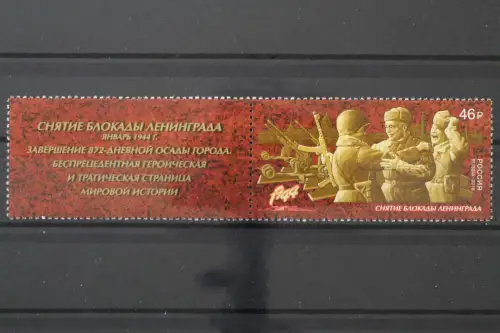 СНЯТИЕ БЛОКАДЫ ЛЕНИНГРАДА
ЯНВАРЬ 1944 Г.
ЗАВЕРШЕНИЕ 872-ДНЕВНОЙ ОСАДЫ ГОРОДА:
БЕСПРЕЦЕДЕНТНАЯ ГЕРОИЧЕСКАЯ
И ТРАГИЧЕСКАЯ СТРАНИЦА
МИРОВОЙ ИСТОРИИ
46₽
РОССИЯ
СНЯТИЕ БЛОКАДЫ ЛЕНИНГРАДА